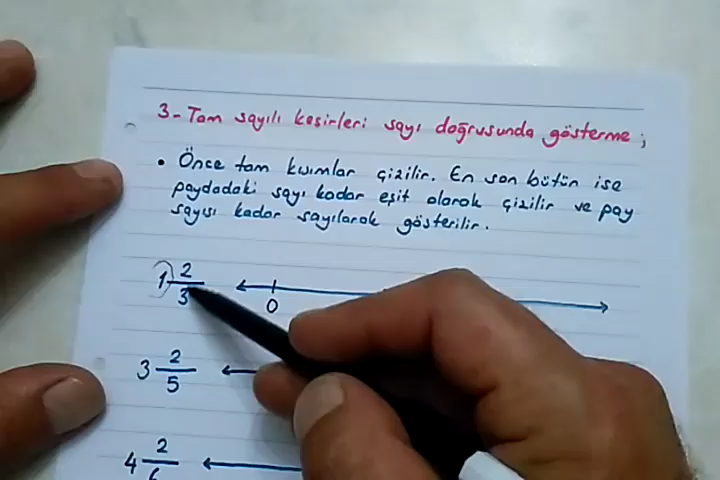 3- Tam sayılı kesirleri sayı doğrusunda gösterme ;
• Önce tam kısımlar çizilir. En son bütün ise
paydadaki sayı kadar eşit olarak çizilir ve pay
sayısı kadar sayılarak gösterilir.
1 2/3 0
3 2/5
4 2